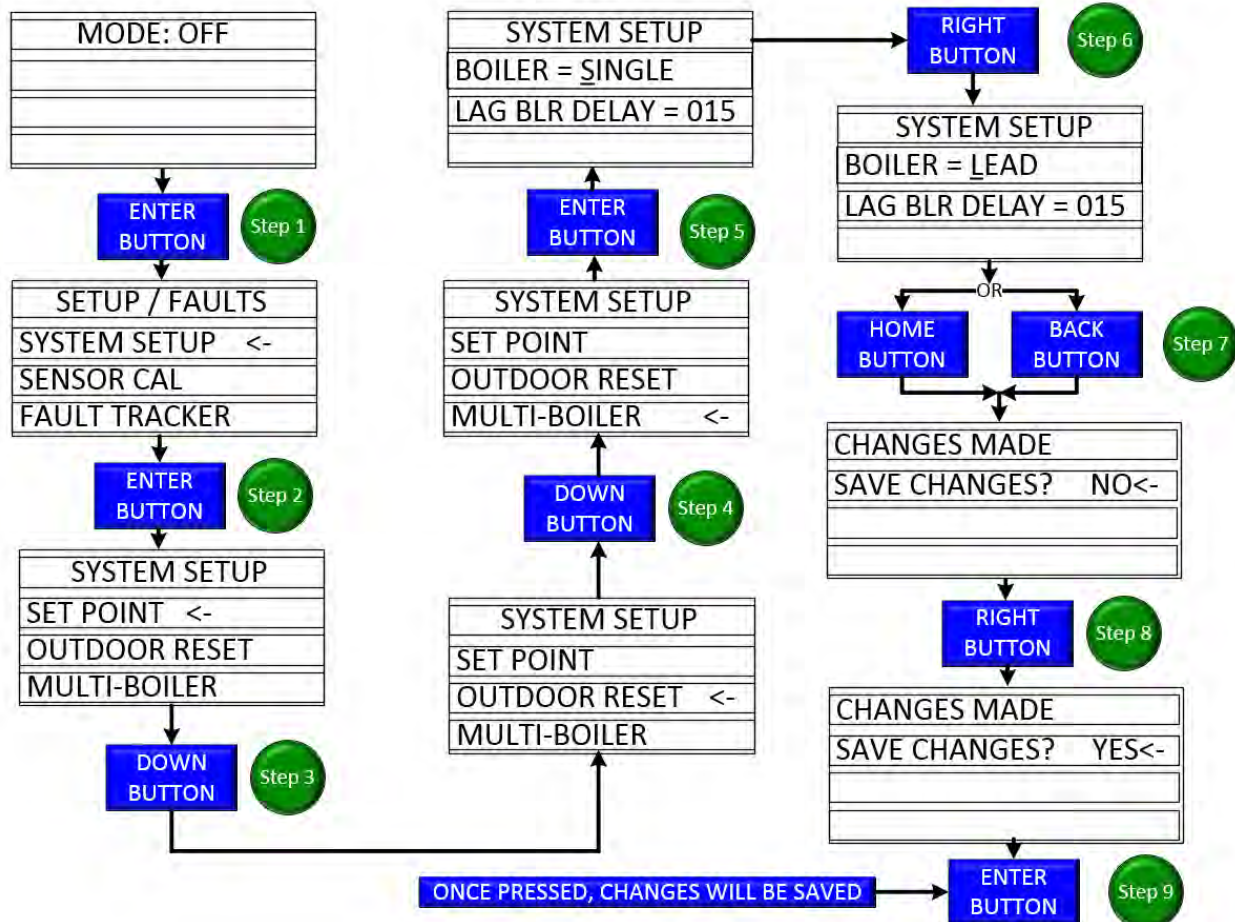 MODE: OFF
ENTER
BUTTON
Step 1
SETUP / FAULTS
SYSTEM SETUP <-
SENSOR CAL
FAULT TRACKER
ENTER
BUTTON
Step 2
SYSTEM SETUP
SET POINT <-
OUTDOOR RESET
MULTI-BOILER
DOWN
BUTTON
Step 3
SYSTEM SETUP
SET POINT
OUTDOOR RESET <-
MULTI-BOILER
DOWN
BUTTON
Step 4
SYSTEM SETUP
SET POINT
OUTDOOR RESET
MULTI-BOILER <-
ENTER
BUTTON
Step 5
SYSTEM SETUP
BOILER = SINGLE
LAG BLR DELAY = 015
RIGHT
BUTTON
Step 6
SYSTEM SETUP
BOILER = LEAD
LAG BLR DELAY = 015
OR
HOME
BUTTON
BACK
BUTTON
Step 7
CHANGES MADE
SAVE CHANGES? NO<-
RIGHT
BUTTON
Step 8
CHANGES MADE
SAVE CHANGES? YES<-
ONCE PRESSED, CHANGES WILL BE SAVED
ENTER
BUTTON
Step 9